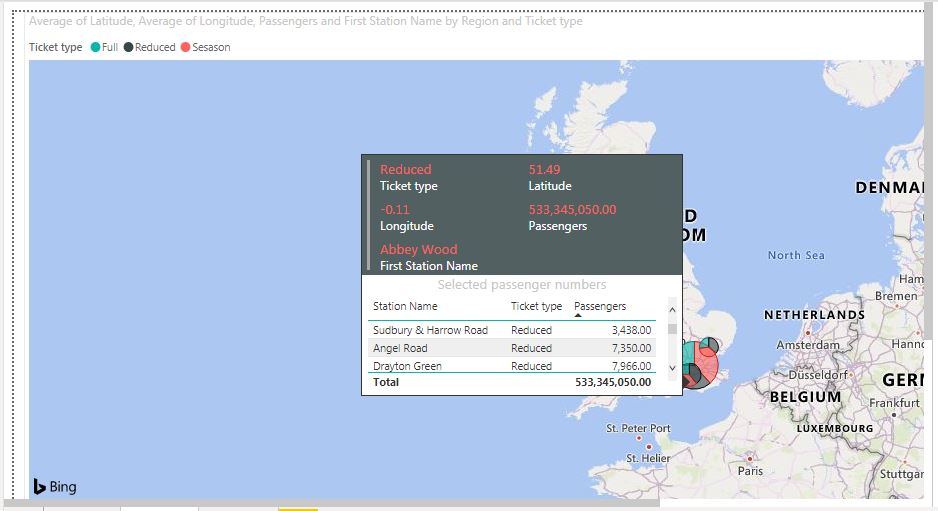 Average of Latitude, Average of Longitude, Passengers and First Station Name by Region and Ticket type
Ticket type Full Reduced Season
Reduced 51.49
Ticket type Latitude
-0.11 533,345,050.00
Longitude Passengers
Abbey Wood
First Station Name
Selected passenger numbers
Station Name Ticket type Passengers
Sudbury & Harrow Road Reduced 3,438.00
Angel Road Reduced 7,350.00
Drayton Green Reduced 7,966.00
Total 533,345,050.00
DENMA
D
OM
North Sea
Ham
Bremen
NETHERLANDS
Amsterdam
Hanno
Düsseldorf
GERI
BELGIUM
Frankfurt
LUXEMBOURG
St. Peter Port
St. Helier
Paris
Stuttgar
Bing